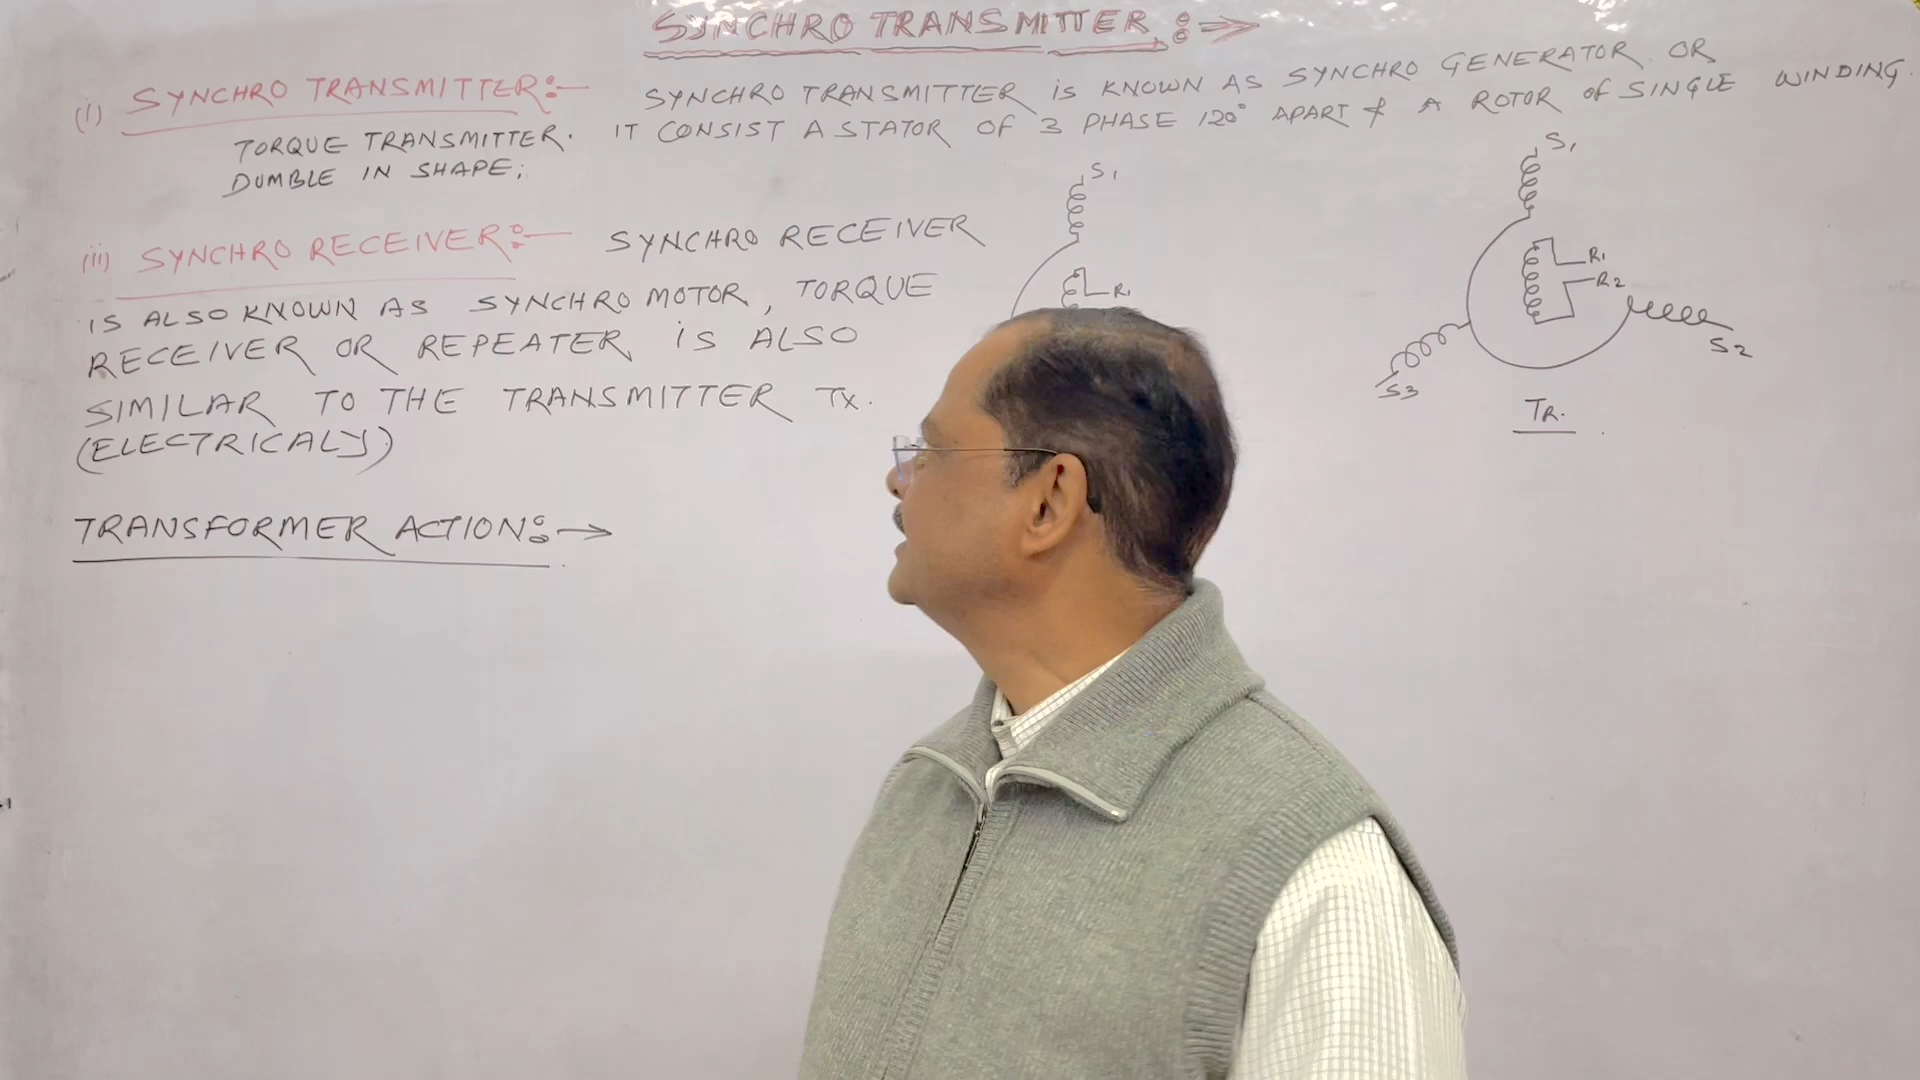 SYNCHRO TRANSMITTER :⇒
(i) SYNCHRO TRANSMITTER:- SYNCHRO TRANSMITTER IS KNOWN AS SYNCHRO GENERATOR OR
TORQUE TRANSMITTER. IT CONSIST A STATOR OF 3 PHASE 120° APART & A ROTOR of SINGLE WINDING
DUMBLE IN SHAPE;
(ii) SYNCHRO RECEIVER:- SYNCHRO RECEIVER
IS ALSO KNOWN AS SYNCHRO MOTOR, TORQUE
RECEIVER OR REPEATER IS ALSO
SIMILAR TO THE TRANSMITTER TX.
(ELECTRICALY)
TRANSFORMER ACTION:→
S1
R1
S1
R1
R2
S2
S3
TR.